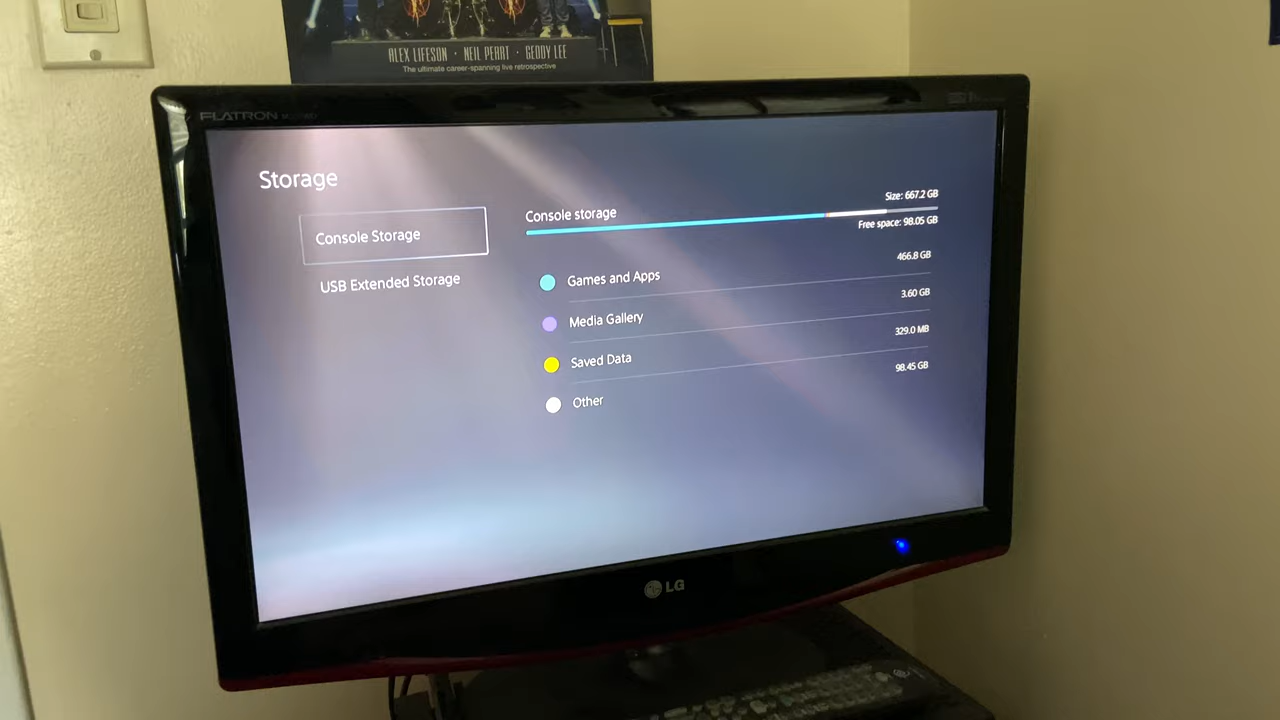 ALEX LIFESON · NEIL PEART · GEDDY LEE
The ultimate career-spanning live retrospective
FLATRON
Storage
Console Storage
USB Extended Storage
Console storage
Size: 667.2 GB
Free space: 98.05 GB
Games and Apps 466.8 GB
Media Gallery 3.60 GB
Saved Data 329.0 MB
Other 98.45 GB
LG